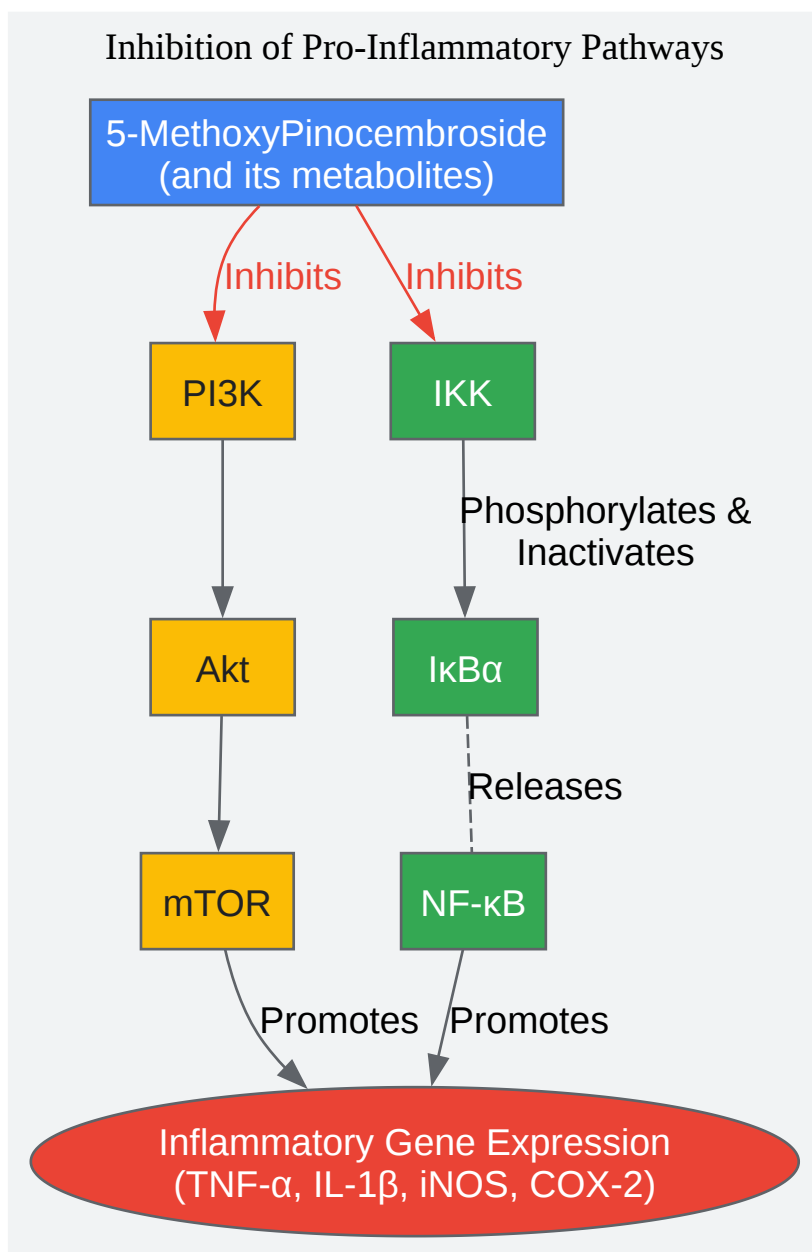 Inhibition of Pro-Inflammatory Pathways
5-MethoxyPinocembroside
(and its metabolites)
Inhibits
Inhibits
PI3K
IKK
Phosphorylates &
Inactivates
Akt
IκBα
Releases
mTOR
NF-κB
Promotes
Promotes
Inflammatory Gene Expression
(TNF-α, IL-1β, iNOS, COX-2)